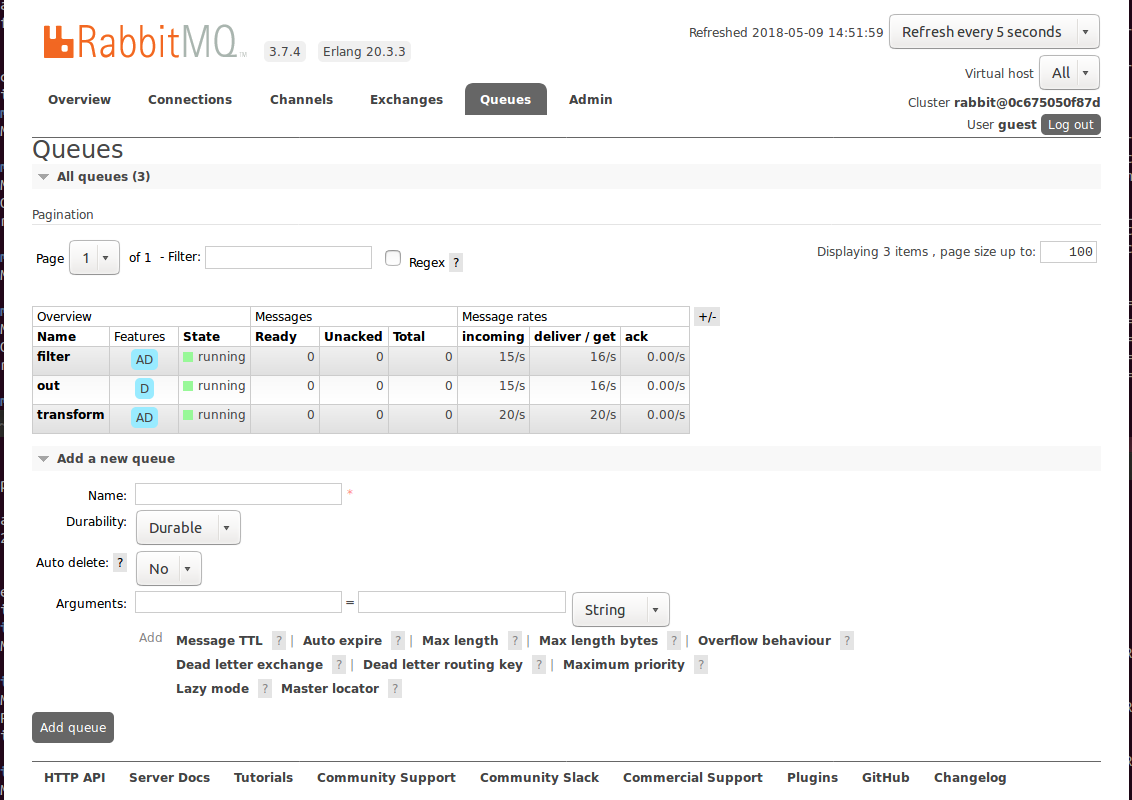 RabbitMQ TM 3.7.4 Erlang 20.3.3
Refreshed 2018-05-09 14:51:59 Refresh every 5 seconds
Virtual host All
Cluster rabbit@0c675050f87d
User guest Log out
Overview Connections Channels Exchanges Queues Admin
Queues
All queues (3)
Pagination
Page 1 of 1 - Filter: Regex ?
Displaying 3 items , page size up to: 100
Overview Messages Message rates +/-
Name Features State Ready Unacked Total incoming deliver / get ack
filter AD running 0 0 0 15/s 16/s 0.00/s
out D running 0 0 0 15/s 16/s 0.00/s
transform AD running 0 0 0 20/s 20/s 0.00/s
Add a new queue
Name: *
Durability: Durable
Auto delete: ? No
Arguments: = String
Add Message TTL ? | Auto expire ? | Max length ? | Max length bytes ? | Overflow behaviour ?
Dead letter exchange ? | Dead letter routing key ? | Maximum priority ?
Lazy mode ? Master locator ?
Add queue
HTTP API Server Docs Tutorials Community Support Community Slack Commercial Support Plugins GitHub Changelog